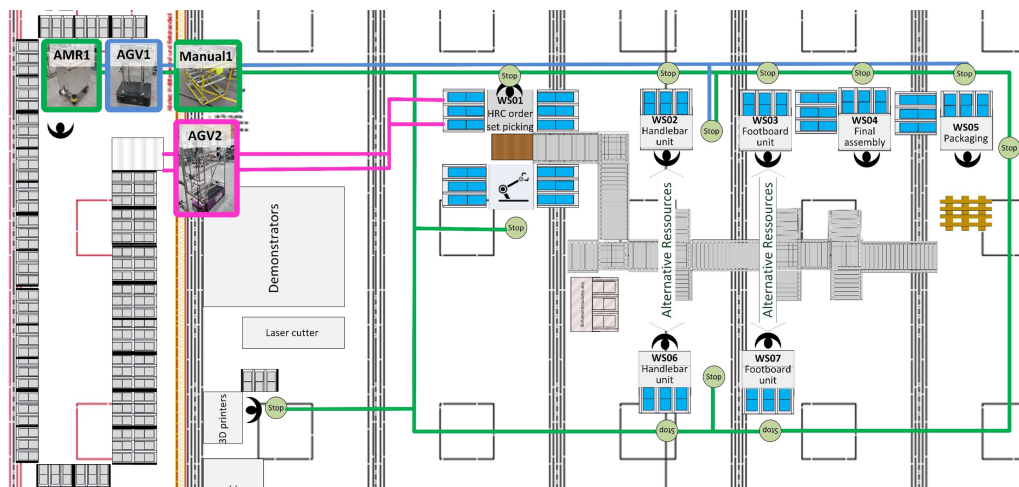 AMR1
AGV1
Manual1
AGV2
Stop
Stop
Stop
Stop
Stop
WS01
HRC order
set picking
WS02
Handlebar
unit
Stop
WS03
Footboard
unit
WS04
Final
assembly
WS05
Packaging
Stop
Stop
Demonstrators
Laser cutter
3D printers
Stop
Alternative Ressources
Alternative Ressources
WS06
Handlebar
unit
WS07
Footboard
unit
Stop
Stop
Stop